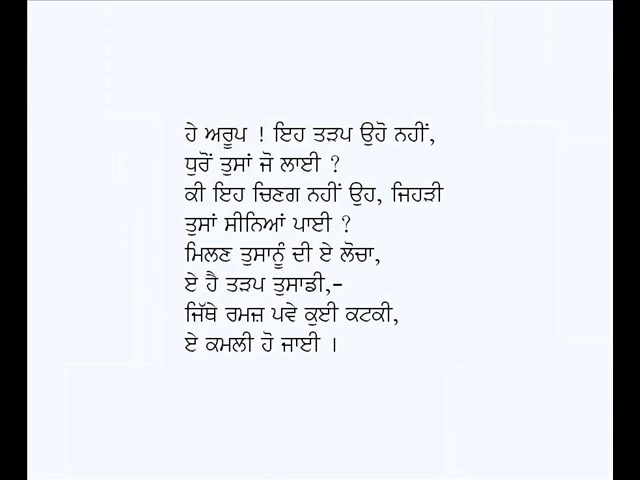 ਹੇ ਅਰੂਪ ! ਇਹ ਤੜਪ ਉਹੋ ਨਹੀਂ,
ਧੁਰੋਂ ਤੁਸਾਂ ਜੋ ਲਾਈ ?
ਕੀ ਇਹ ਚਿਣਗ ਨਹੀਂ ਉਹ, ਜਿਹੜੀ
ਤੁਸਾਂ ਸੀਨਿਆਂ ਪਾਈ ?
ਮਿਲਣ ਤੁਸਾਨੂੰ ਦੀ ਏ ਲੋਚਾ,
ਏ ਹੈ ਤੜਪ ਤੁਸਾਡੀ,-
ਜਿੱਥੇ ਰਮਜ਼ ਪਵੇ ਕੁਈ ਕਟਕੀ,
ਏ ਕਮਲੀ ਹੋ ਜਾਈ ।